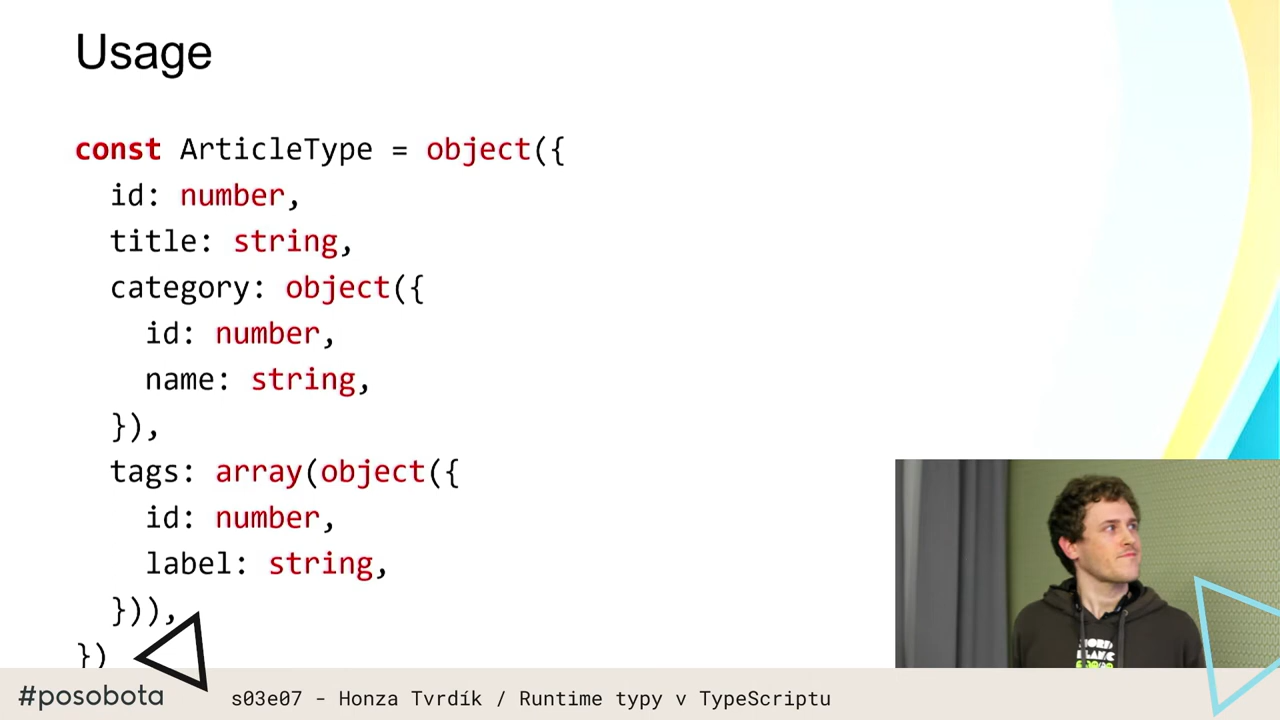 Usage
const ArticleType = object({
  id: number,
  title: string,
  category: object({
    id: number,
    name: string,
  }),
  tags: array(object({
    id: number,
    label: string,
  })),
})
#posobota
s03e07 - Honza Tvrdík / Runtime typy v TypeScriptu